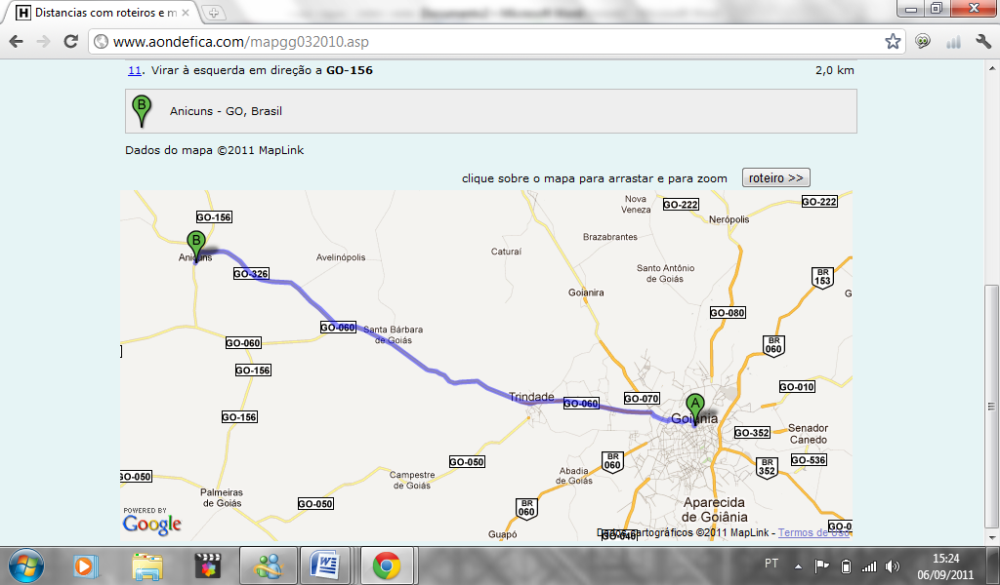 Distancias com roteiros e m
www.aondefica.com/mapgg032010.asp
11. Virar à esquerda em direção a GO-156 2,0 km
B Anicuns - GO, Brasil
Dados do mapa ©2011 MapLink
clique sobre o mapa para arrastar e para zoom roteiro >>
Nova Veneza
GO-222
GO-222
GO-156
Nerópolis
B
Brazabrantes
Anicuns
Avelinópolis
Caturaí
Santo Antônio de Goiás
BR 153
GO-326
Goianira
G
GO-080
GO-060
Santa Bárbara de Goiás
GO-060
BR 060
GO-156
GO-010
Trindade
GO-060
GO-070
A
Goiânia
GO-156
GO-352
Senador Canedo
GO-050
BR 060
BR 352
GO-536
GO-050
Campestre de Goiás
Abadia de Goiás
Palmeiras de Goiás
GO-050
BR 060
Aparecida de Goiânia
POWERED BY
Google
Guapó
GO-040
GO-0
Dados cartográficos ©2011 MapLink - Termos de Uso
PT
15:24
06/09/2011